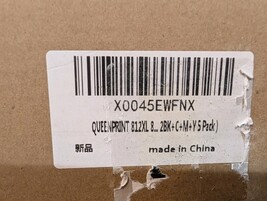 X0045EWFNX
QUEENPRINT 812XL 8... 2BK+C+M+Y 5 Pack)
新品
made in China